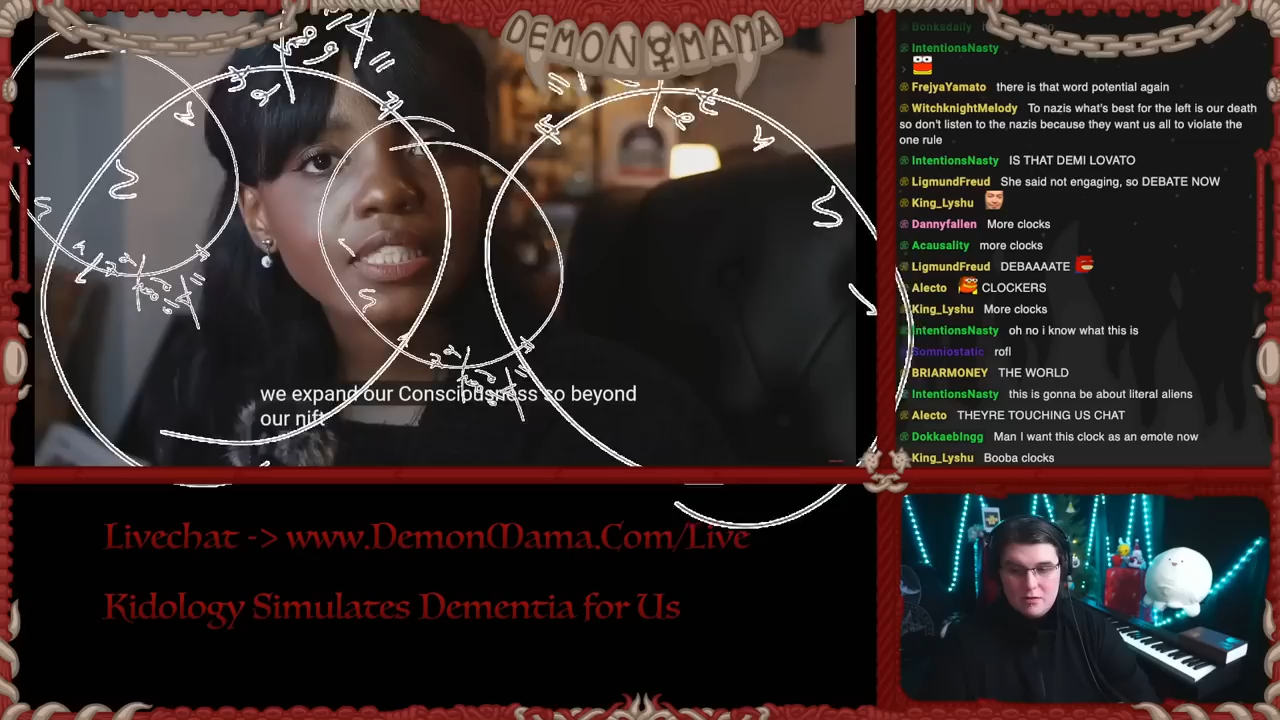 DEMON MAMA
we expand our Consciousness so beyond
our nift
Bonksdaily
IntentionsNasty
FrejyaYamato there is that word potential again
WitchknightMelody To nazis what's best for the left is our death
so don't listen to the nazis because they want us all to violate the
one rule
IntentionsNasty IS THAT DEMI LOVATO
LigmundFreud She said not engaging, so DEBATE NOW
King_Lyshu
Dannyfallen More clocks
Acausality more clocks
LigmundFreud DEBAAAATE
Alecto CLOCKERS
King_Lyshu More clocks
IntentionsNasty oh no i know what this is
Somniostatic rofl
BRIARMONEY THE WORLD
IntentionsNasty this is gonna be about literal aliens
Alecto THEYRE TOUCHING US CHAT
DokkaebIngg Man I want this clock as an emote now
King_Lyshu Booba clocks
Livechat -> www.DemonMama.Com/Live
Kidology Simulates Dementia for Us